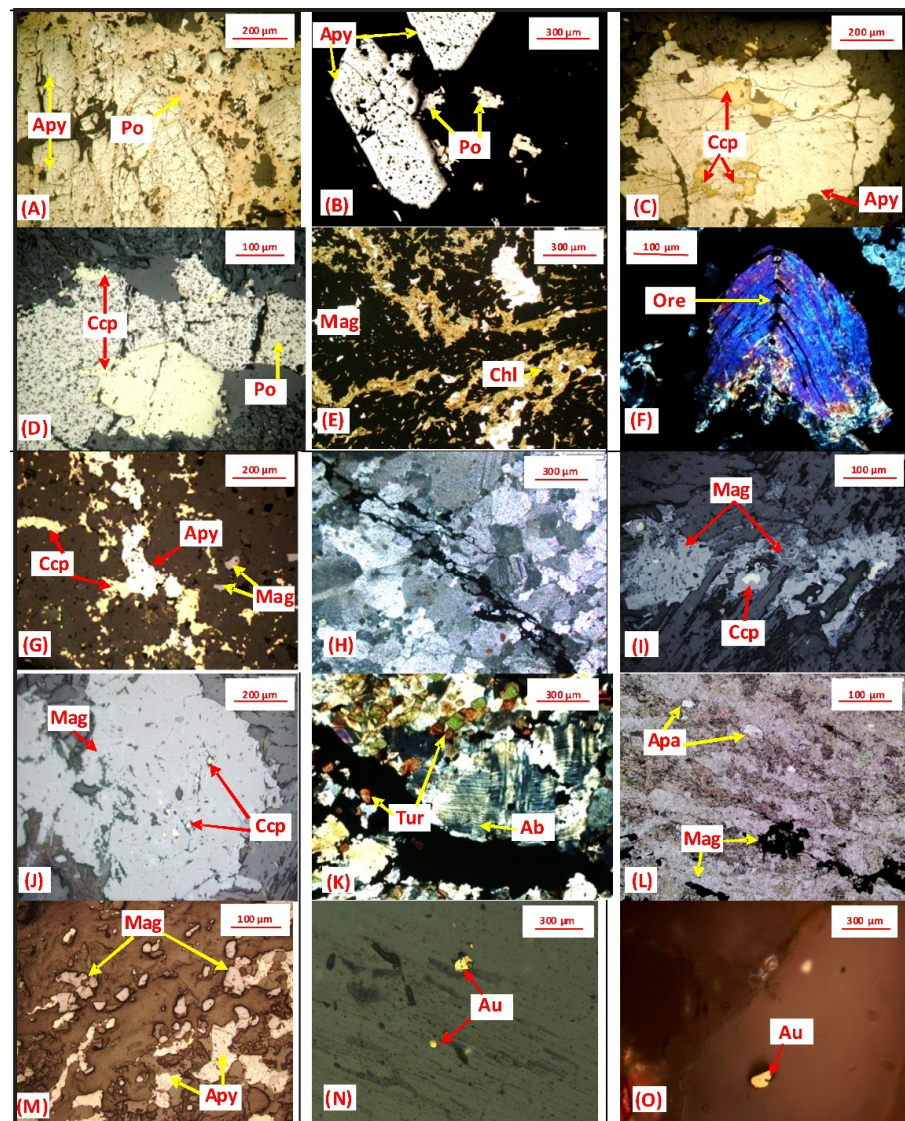 200 µm
Apy
Po
(A)
300 µm
Apy
Po
(B)
200 µm
Ccp
Apy
(C)
100 µm
Ccp
Po
(D)
300 µm
Mag
Chl
(E)
100 µm
Ore
(F)
200 µm
Apy
Ccp
Mag
(G)
300 µm
(H)
100 µm
Mag
Ccp
(I)
200 µm
Mag
Ccp
(J)
300 µm
Tur
Ab
(K)
100 µm
Apa
Mag
(L)
100 µm
Mag
Apy
(M)
300 µm
Au
(N)
300 µm
Au
(O)